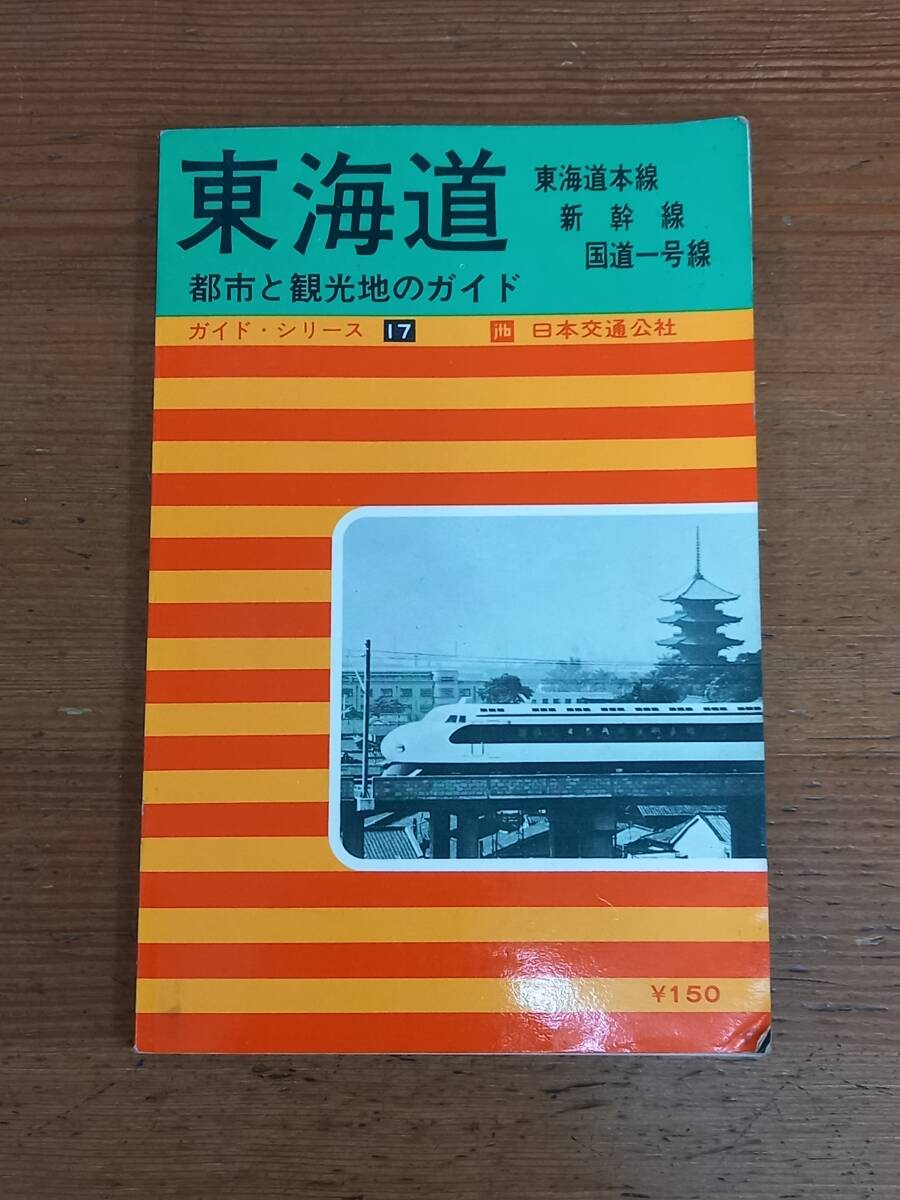 東海道
都市と観光地のガイド
東海道本線
新幹線
国道一号線
ガイド・シリース 17
jtb 日本交通公社
¥150